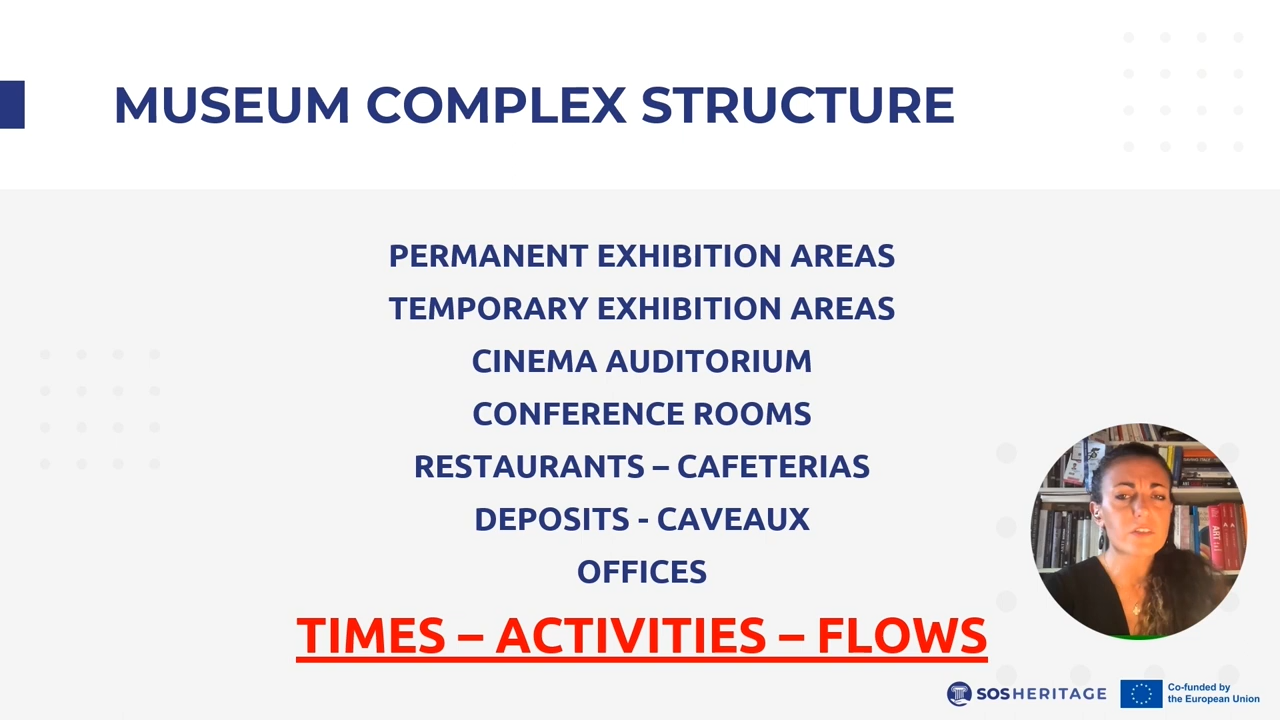 MUSEUM COMPLEX STRUCTURE
PERMANENT EXHIBITION AREAS
TEMPORARY EXHIBITION AREAS
CINEMA AUDITORIUM
CONFERENCE ROOMS
RESTAURANTS – CAFETERIAS
DEPOSITS - CAVEAUX
OFFICES
TIMES – ACTIVITIES – FLOWS
SOSHERITAGE
Co-funded by
the European Union